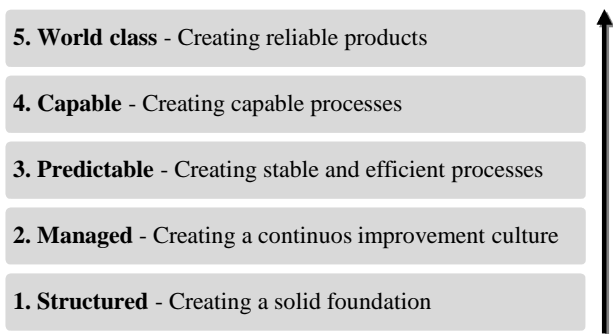 5. World class - Creating reliable products
4. Capable - Creating capable processes
3. Predictable - Creating stable and efficient processes
2. Managed - Creating a continuos improvement culture
1. Structured - Creating a solid foundation